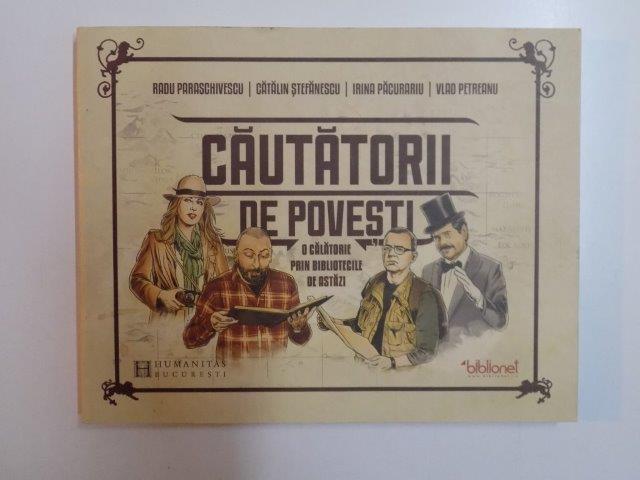 RADU PARASCHIVESCU | CĂTĂLIN ȘTEFĂNESCU | IRINA PĂCURARIU | VLAD PETREANU
CĂUTĂTORII
DE POVEȘTI
O CĂLĂTORIE
PRIN BIBLIOTECILE
DE ASTĂZI
HUMANITAS
BUCUREȘTI
biblionet